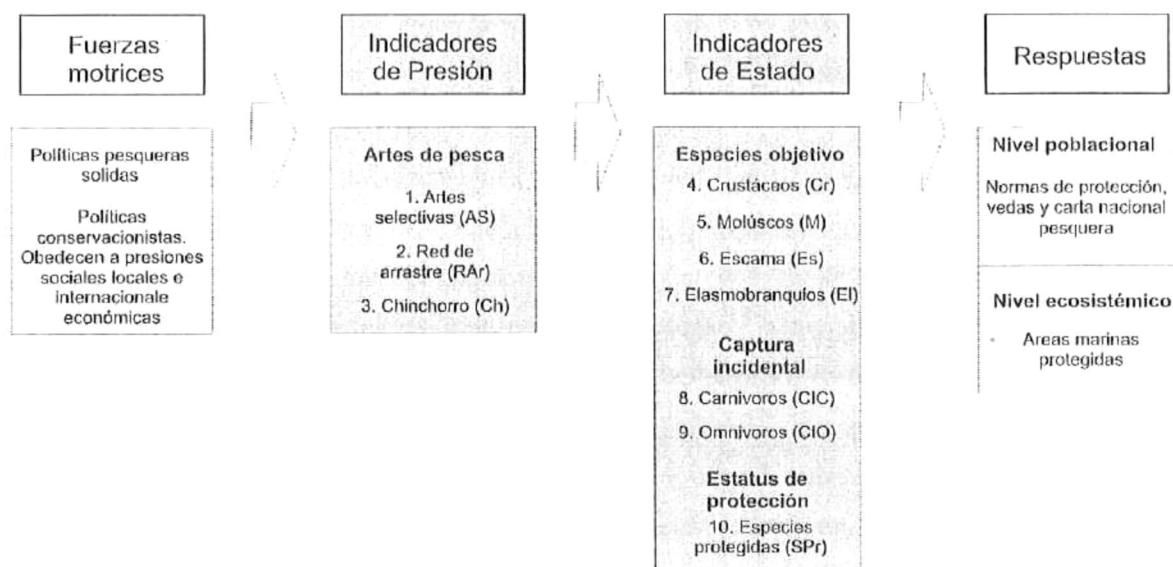 Fuerzas
motrices
Políticas pesqueras
solidas
Políticas
conservacionistas.
Obedecen a presiones
sociales locales e
internacionale
económicas
Indicadores
de Presión
Artes de pesca
1. Artes
selectivas (AS)
2. Red de
arrastre (RAr)
3. Chinchorro (Ch)
Indicadores
de Estado
Especies objetivo
4. Crustáceos (Cr)
5. Molúscos (M)
6. Escama (Es)
7. Elasmobranquios (El)
Captura
incidental
8. Carnivoros (CIC)
9. Omnivoros (CIO)
Estatus de
protección
10. Especies
protegidas (SPr)
Respuestas
Nivel poblacional
Normas de protección,
vedas y carta nacional
pesquera
Nivel ecosistémico
Areas marinas
protegidas